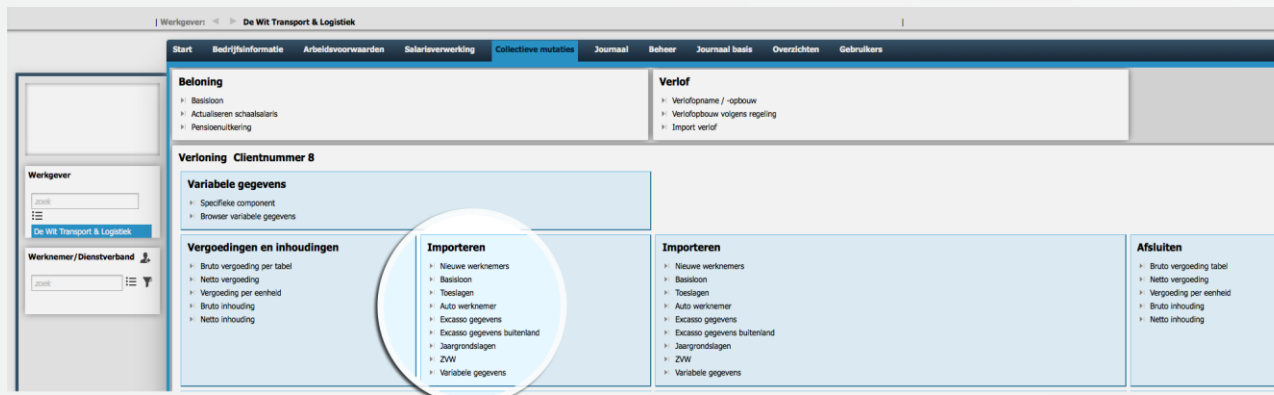 Werkgever: De Wit Transport & Logistiek
Start Bedrijfsinformatie Arbeidsvoorwaarden Salarisverwerking Collectieve mutaties Journaal Beheer Journaal basis Overzichten Gebruikers
Werkgever
zoek
De Wit Transport & Logistiek
Werknemer/Dienstverband
zoek
Beloning
Basisloon
Actualiseren schaalsalaris
Pensioenuitkering
Verlof
Verlofopname / -opbouw
Verlofopbouw volgens regeling
Import verlof
Verloning Clientnummer 8
Variabele gegevens
Specifieke component
Browser variabele gegevens
Vergoedingen en inhoudingen
Bruto vergoeding per tabel
Netto vergoeding
Vergoeding per eenheid
Bruto inhouding
Netto inhouding
Importeren
Nieuwe werknemers
Basisloon
Toeslagen
Auto werknemer
Excasso gegevens
Excasso gegevens buitenland
Jaargrondslagen
ZVW
Variabele gegevens
Importeren
Nieuwe werknemers
Basisloon
Toeslagen
Auto werknemer
Excasso gegevens
Excasso gegevens buitenland
Jaargrondslagen
ZVW
Variabele gegevens
Afsluiten
Bruto vergoeding tabel
Netto vergoeding
Vergoeding per eenheid
Bruto inhouding
Netto inhouding